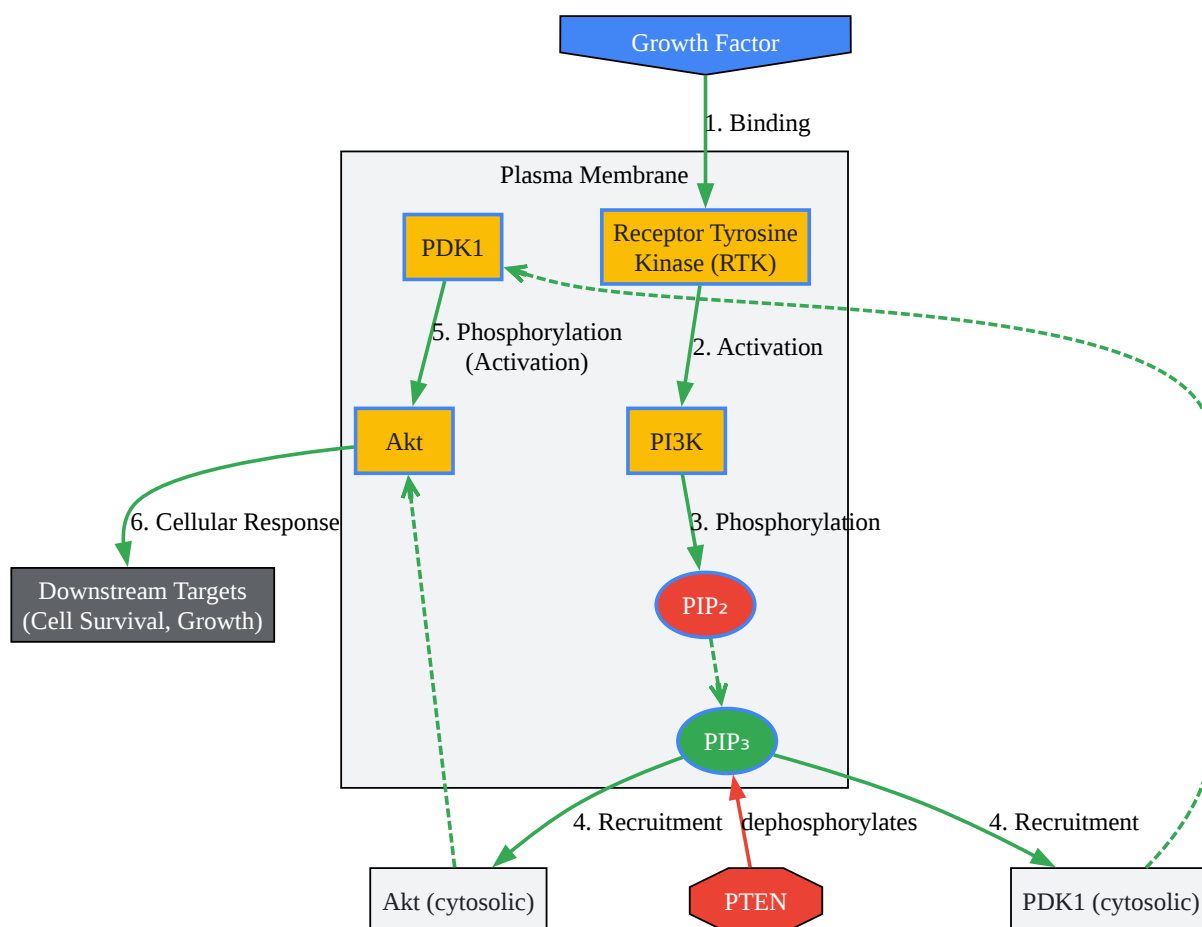 Growth Factor
1. Binding
Plasma Membrane
PDK1
Receptor Tyrosine
Kinase (RTK)
5. Phosphorylation
(Activation)
2. Activation
Akt
PI3K
6. Cellular Response
3. Phosphorylation
Downstream Targets
(Cell Survival, Growth)
PIP₂
PIP₃
4. Recruitment
dephosphorylates
4. Recruitment
Akt (cytosolic)
PTEN
PDK1 (cytosolic)